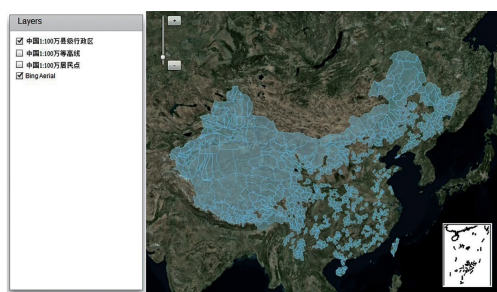 Layers
中国1:100万县级行政区
中国1:100万等高线
中国1:100万居民点
Bing Aerial
+
-